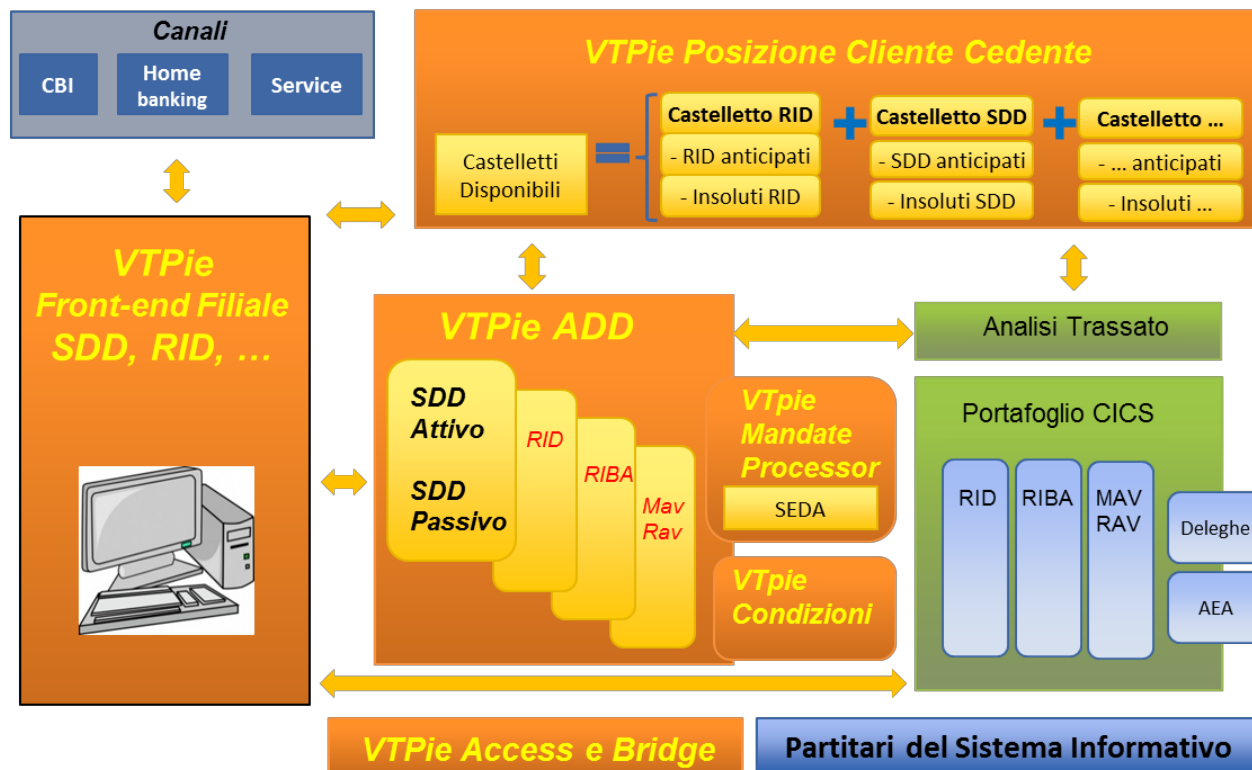 Canali
CBI
Home
banking
Service
VTPie Posizione Cliente Cedente
Castelletti
Disponibili
=
Castelletto RID
- RID anticipati
- Insoluti RID
+
Castelletto SDD
- SDD anticipati
- Insoluti SDD
+
Castelletto ...
- ... anticipati
- Insoluti ...
VTPie
Front-end Filiale
SDD, RID, ...
VTPie ADD
SDD
Attivo
SDD
Passivo
RID
RIBA
Mav
Rav
VTpie
Mandate
Processor
SEDA
VTpie
Condizioni
Analisi Trassato
Portafoglio CICS
RID
RIBA
MAV
RAV
Deleghe
AEA
VTPie Access e Bridge
Partitari del Sistema Informativo